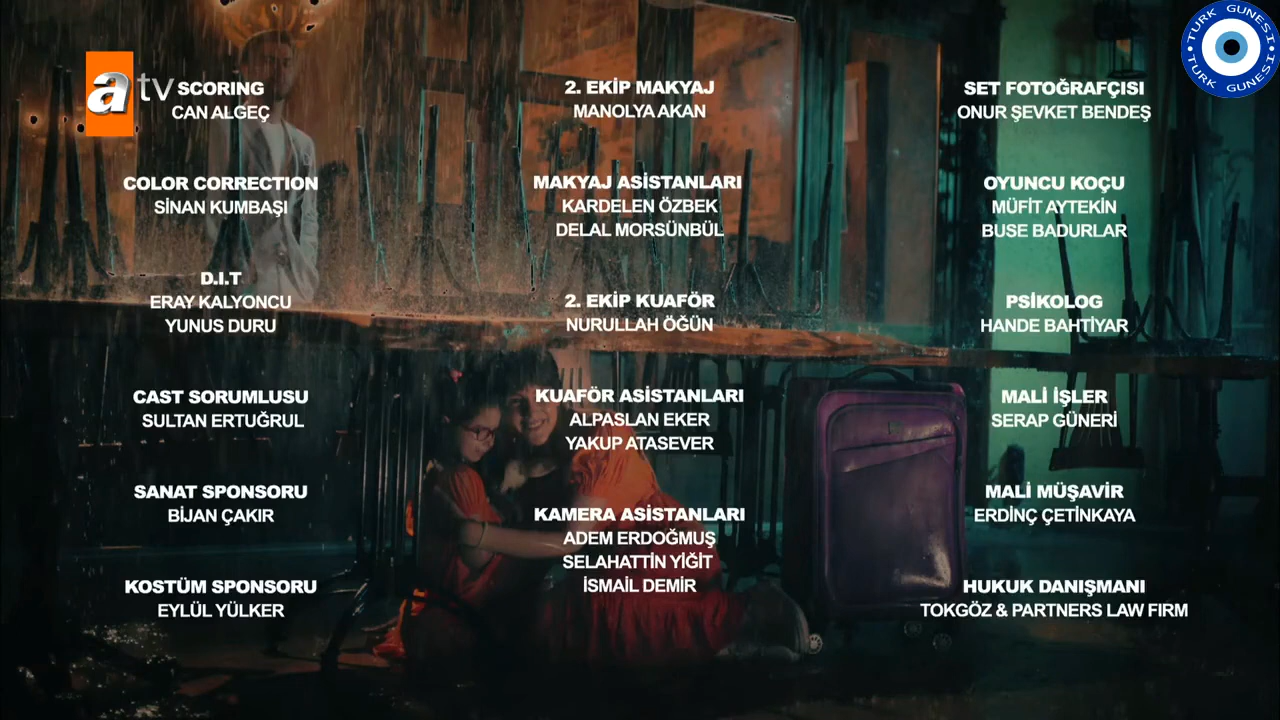 atv
TURK GUNESI
TURK GUNESI
SCORING
CAN ALGEÇ
COLOR CORRECTION
SİNAN KUMBAŞI
D.I.T
ERAY KALYONCU
YUNUS DURU
CAST SORUMLUSU
SULTAN ERTUĞRUL
SANAT SPONSORU
BİJAN ÇAKIR
KOSTÜM SPONSORU
EYLÜL YÜLKER
2. EKİP MAKYAJ
MANOLYA AKAN
MAKYAJ ASİSTANLARI
KARDELEN ÖZBEK
DELAL MORSÜNBÜL
2. EKİP KUAFÖR
NURULLAH ÖĞÜN
KUAFÖR ASİSTANLARI
ALPASLAN EKER
YAKUP ATASEVER
KAMERA ASİSTANLARI
ADEM ERDOĞMUŞ
SELAHATTİN YİĞİT
İSMAİL DEMİR
SET FOTOĞRAFÇISI
ONUR ŞEVKET BENDEŞ
OYUNCU KOÇU
MÜFİT AYTEKİN
BUSE BADURLAR
PSİKOLOG
HANDE BAHTİYAR
MALİ İŞLER
SERAP GÜNERİ
MALİ MÜŞAVİR
ERDİNÇ ÇETİNKAYA
HUKUK DANIŞMANI
TOKGÖZ & PARTNERS LAW FIRM